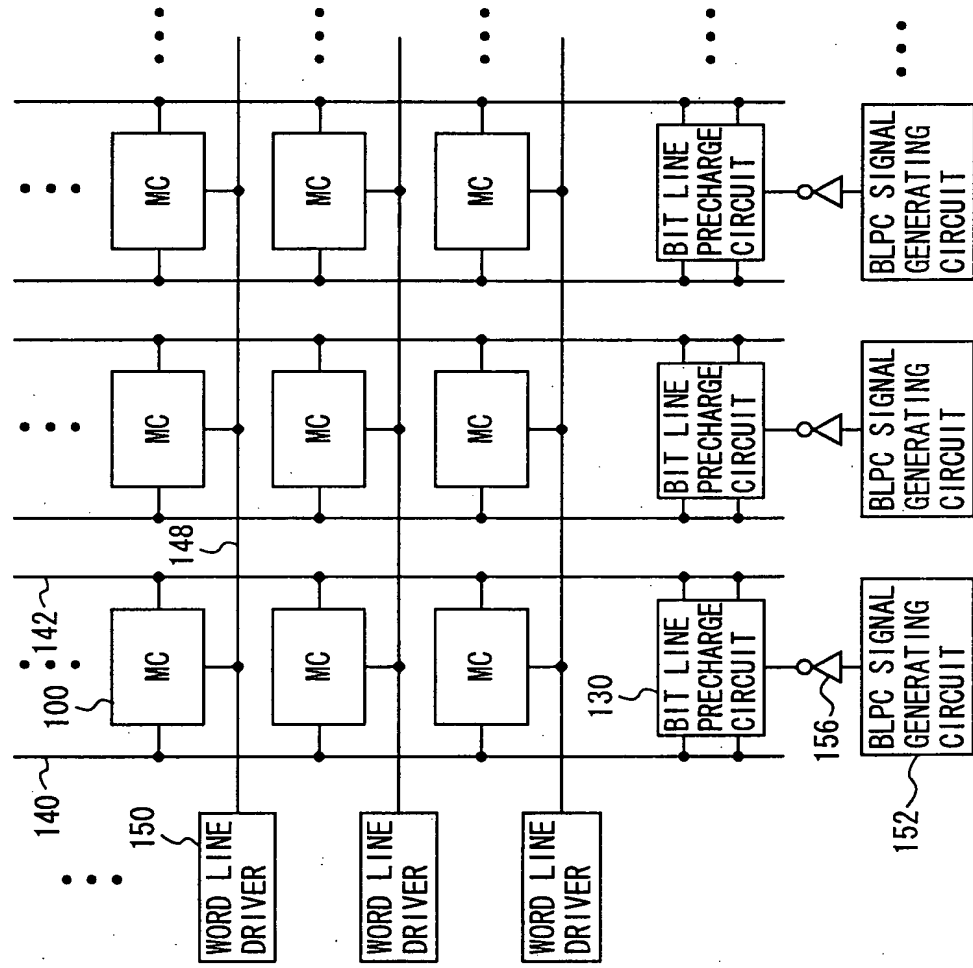 140
142
100
MC
MC
MC
148
150
WORD LINE
DRIVER
MC
MC
MC
WORD LINE
DRIVER
MC
MC
MC
WORD LINE
DRIVER
130
BIT LINE
PRECHARGE
CIRCUIT
BIT LINE
PRECHARGE
CIRCUIT
BIT LINE
PRECHARGE
CIRCUIT
156
152
BLPC SIGNAL
GENERATING
CIRCUIT
BLPC SIGNAL
GENERATING
CIRCUIT
BLPC SIGNAL
GENERATING
CIRCUIT